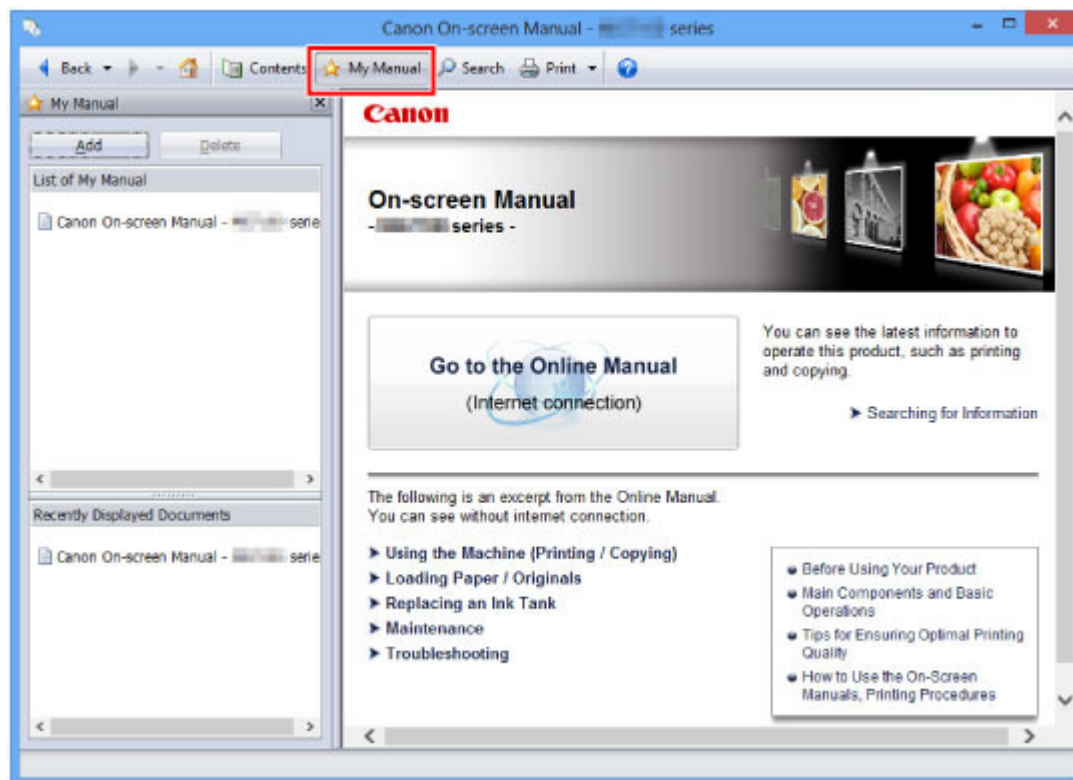 Canon On-screen Manual - series
Back Contents My Manual Search Print
My Manual
Add Delete
List of My Manual
Canon On-screen Manual - serie
Recently Displayed Documents
Canon On-screen Manual - serie
Canon
On-screen Manual
- series -
Go to the Online Manual
(Internet connection)
You can see the latest information to
operate this product, such as printing
and copying.
Searching for Information
The following is an excerpt from the Online Manual.
You can see without internet connection.
Using the Machine (Printing / Copying)
Loading Paper / Originals
Replacing an Ink Tank
Maintenance
Troubleshooting
Before Using Your Product
Main Components and Basic
Operations
Tips for Ensuring Optimal Printing
Quality
How to Use the On-Screen
Manuals, Printing Procedures